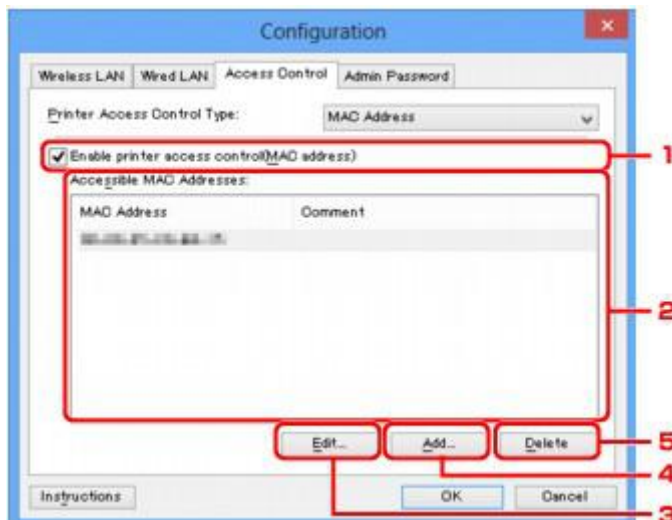 Configuration
Wireless LAN Wired LAN Access Control Admin Password
Printer Access Control Type: MAC Address
Enable printer access control(MAC address) 1
Accessible MAC Addresses:
MAC Address Comment
2
Edit... Add... Delete 5
4
Instructions OK Cancel
3